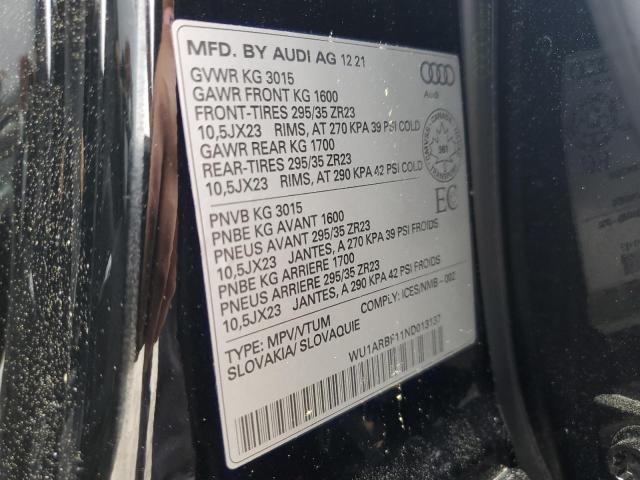 MFD. BY AUDI AG 12 21
GVWR KG 3015
GAWR FRONT KG 1600
FRONT-TIRES 295/35 ZR23
10,5JX23 RIMS, AT 270 KPA 39 PSI COLD
GAWR REAR KG 1700
REAR-TIRES 295/35 ZR23
10,5JX23 RIMS, AT 290 KPA 42 PSI COLD
Audi
CANADA
TRANSPORT
EC
PNVB KG 3015
PNBE KG AVANT 1600
PNEUS AVANT 295/35 ZR23
10,5JX23 JANTES, A 270 KPA 39 PSI FROIDS
PNBE KG ARRIERE 1700
PNEUS ARRIERE 295/35 ZR23
10,5JX23 JANTES, A 290 KPA 42 PSI FROIDS
TYPE: MPV/VTUM COMPLY: ICES/NMB-002
SLOVAKIA/ SLOVAQUIE
WU1ARBF11ND013137